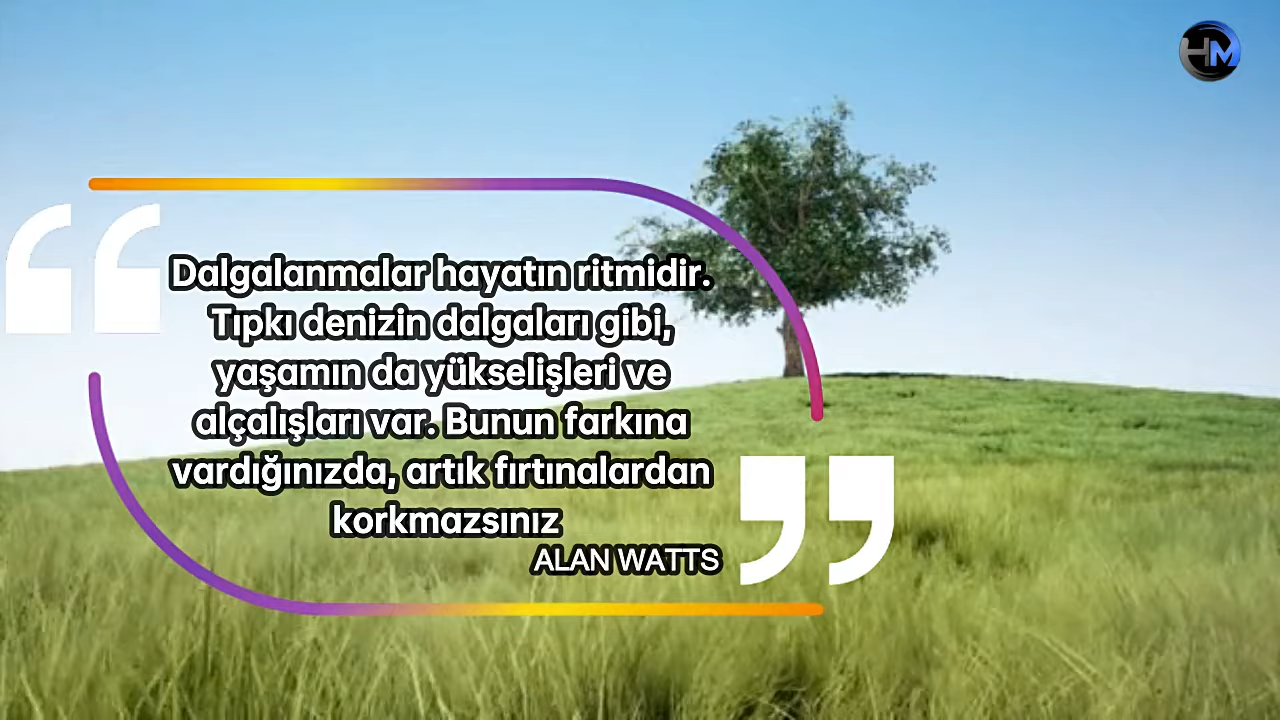 HM
Dalgalanmalar hayatın ritmidir.
Tıpkı denizin dalgaları gibi,
yaşamın da yükselişleri ve
alçalışları var. Bunun farkına
vardığınızda, artık fırtınalardan
korkmazsınız
ALAN WATTS